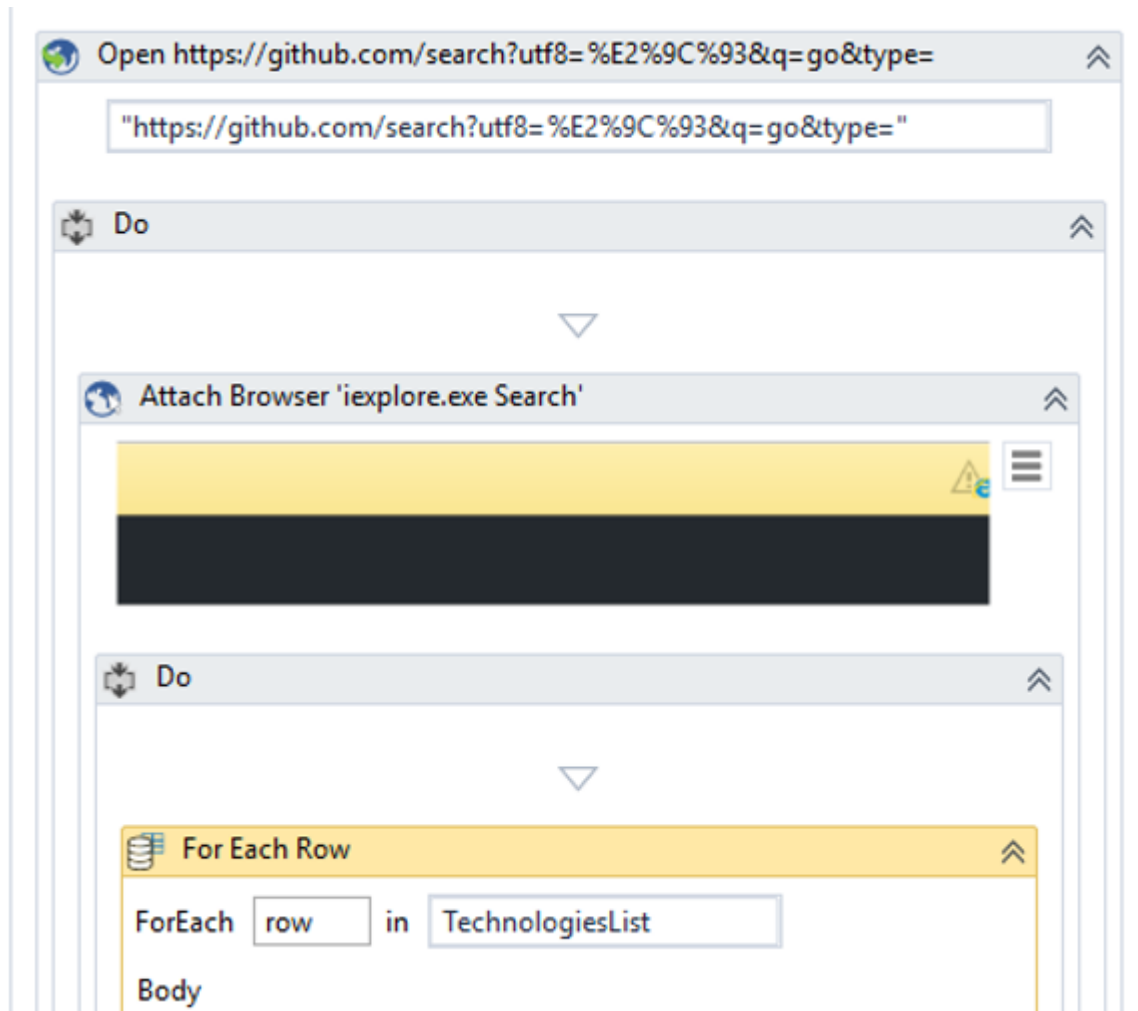 Open https://github.com/search?utf8=%E2%9C%93&q=go&type=
"https://github.com/search?utf8=%E2%9C%93&q=go&type="
Do
Attach Browser 'iexplore.exe Search'
Do
For Each Row
ForEach row in TechnologiesList
Body